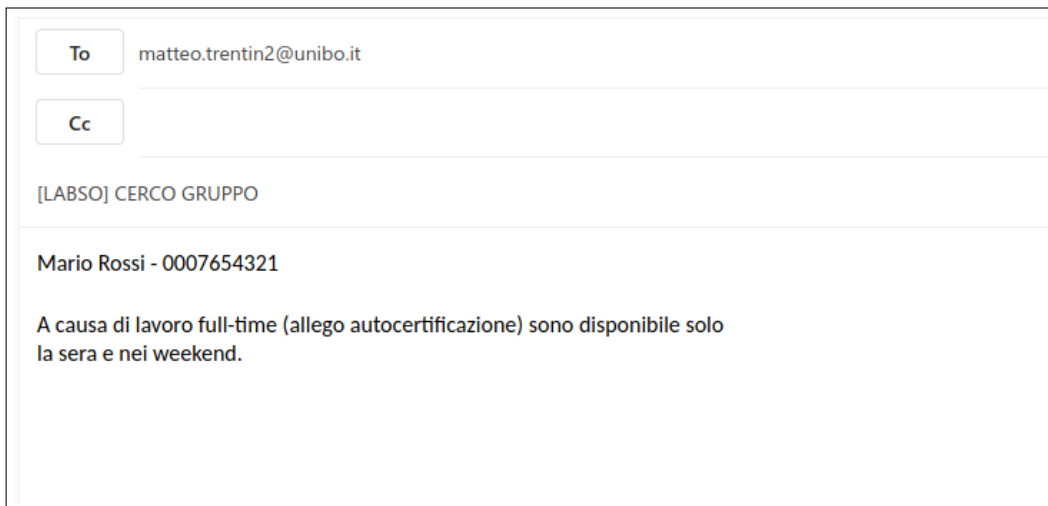 To matteo.trentin2@unibo.it
Cc
[LABSO] CERCO GRUPPO
Mario Rossi - 0007654321
A causa di lavoro full-time (allego autocertificazione) sono disponibile solo
la sera e nei weekend.